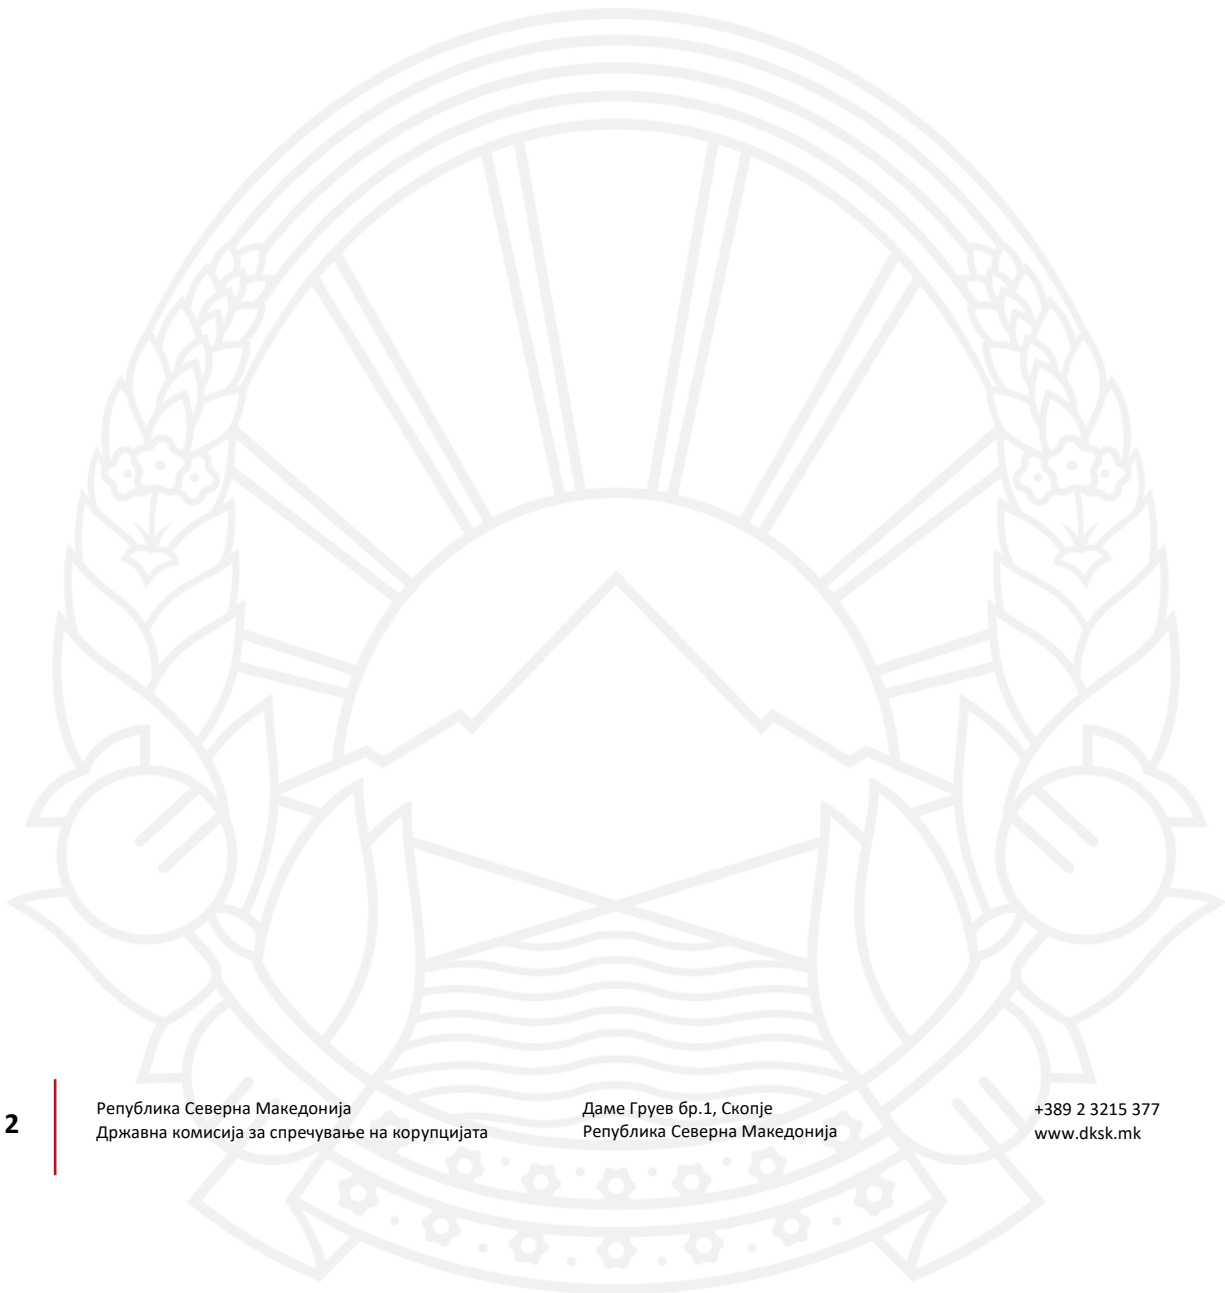 2
Република Северна Македонија
Државна комисија за спречување на корупцијата
Даме Груев бр.1, Скопје
Република Северна Македонија
+389 2 3215 377
www.dksk.mk